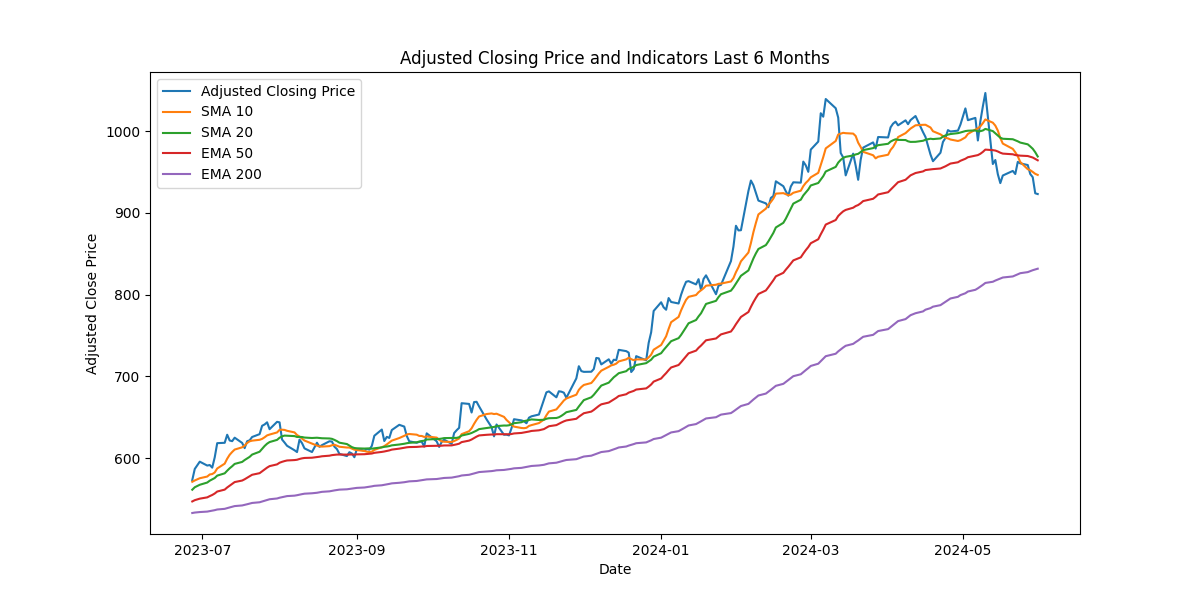 Adjusted Closing Price and Indicators Last 6 Months
Adjusted Closing Price
SMA 10
SMA 20
EMA 50
EMA 200
Adjusted Close Price
1000
900
800
700
600
2023-07
2023-09
2023-11
2024-01
2024-03
2024-05
Date